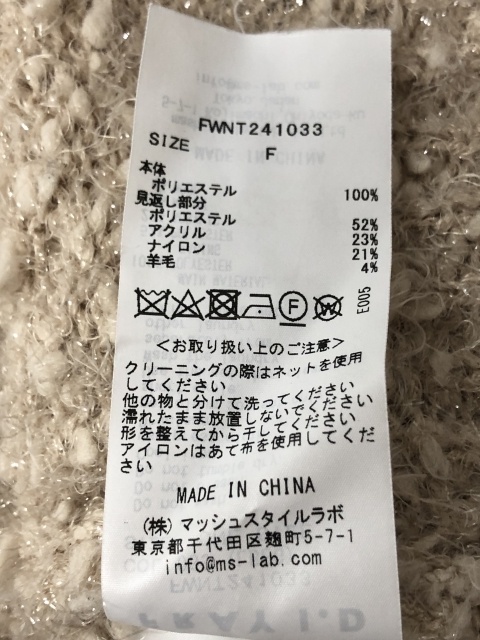 FWNT241033
SIZE F
本体
ポリエステル 100%
見返し部分
ポリエステル 52%
アクリル 23%
ナイロン 21%
羊毛 4%
F W
E005
<お取り扱い上のご注意>
クリーニングの際はネットを使用
してください
他の物と分けて洗ってください
濡れたまま放置しないでください
形を整えてから干してください
アイロンはあて布を使用してくだ
さい
MADE IN CHINA
(株) マッシュスタイルラボ
東京都千代田区麹町5-7-1
info@ms-lab.com